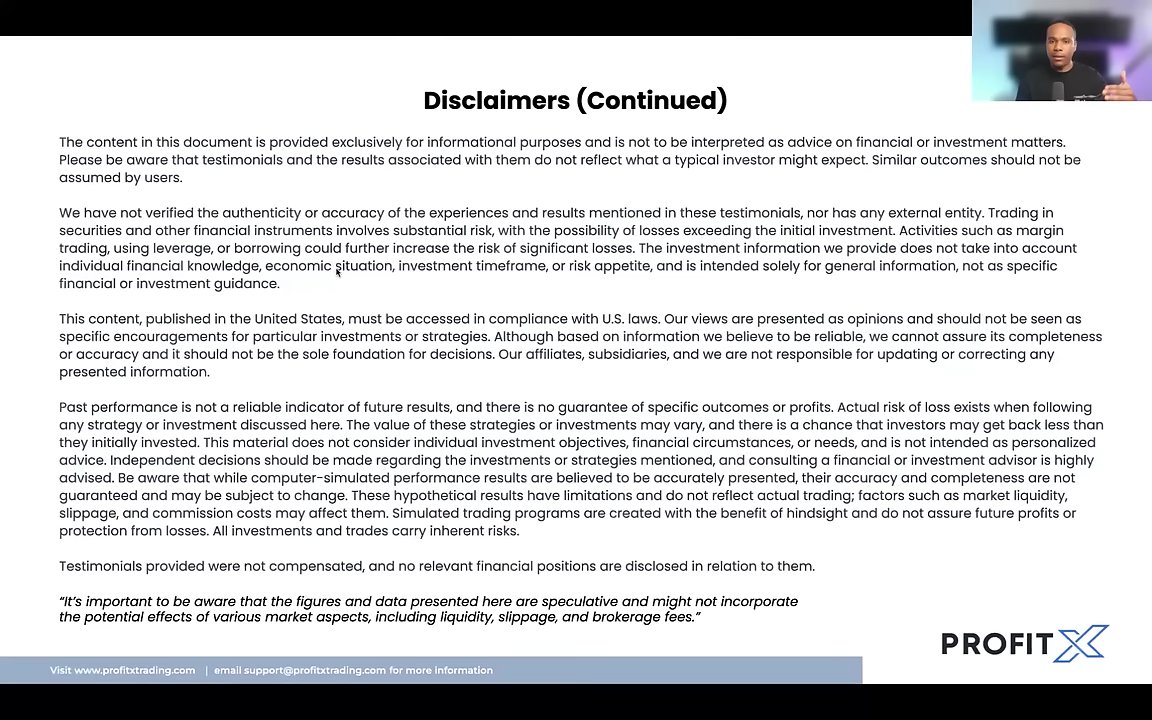 Disclaimers (Continued)
The content in this document is provided exclusively for informational purposes and is not to be interpreted as advice on financial or investment matters.
Please be aware that testimonials and the results associated with them do not reflect what a typical investor might expect. Similar outcomes should not be
assumed by users.
We have not verified the authenticity or accuracy of the experiences and results mentioned in these testimonials, nor has any external entity. Trading in
securities and other financial instruments involves substantial risk, with the possibility of losses exceeding the initial investment. Activities such as margin
trading, using leverage, or borrowing could further increase the risk of significant losses. The investment information we provide does not take into account
individual financial knowledge, economic situation, investment timeframe, or risk appetite, and is intended solely for general information, not as specific
financial or investment guidance.
This content, published in the United States, must be accessed in compliance with U.S. laws. Our views are presented as opinions and should not be seen as
specific encouragements for particular investments or strategies. Although based on information we believe to be reliable, we cannot assure its completeness
or accuracy and it should not be the sole foundation for decisions. Our affiliates, subsidiaries, and we are not responsible for updating or correcting any
presented information.
Past performance is not a reliable indicator of future results, and there is no guarantee of specific outcomes or profits. Actual risk of loss exists when following
any strategy or investment discussed here. The value of these strategies or investments may vary, and there is a chance that investors may get back less than
they initially invested. This material does not consider individual investment objectives, financial circumstances, or needs, and is not intended as personalized
advice. Independent decisions should be made regarding the investments or strategies mentioned, and consulting a financial or investment advisor is highly
advised. Be aware that while computer-simulated performance results are believed to be accurately presented, their accuracy and completeness are not
guaranteed and may be subject to change. These hypothetical results have limitations and do not reflect actual trading; factors such as market liquidity,
slippage, and commission costs may affect them. Simulated trading programs are created with the benefit of hindsight and do not assure future profits or
protection from losses. All investments and trades carry inherent risks.
Testimonials provided were not compensated, and no relevant financial positions are disclosed in relation to them.
“It’s important to be aware that the figures and data presented here are speculative and might not incorporate
the potential effects of various market aspects, including liquidity, slippage, and brokerage fees.”
PROFIT X
Visit www.profitxtrading.com | email support@profitxtrading.com for more information